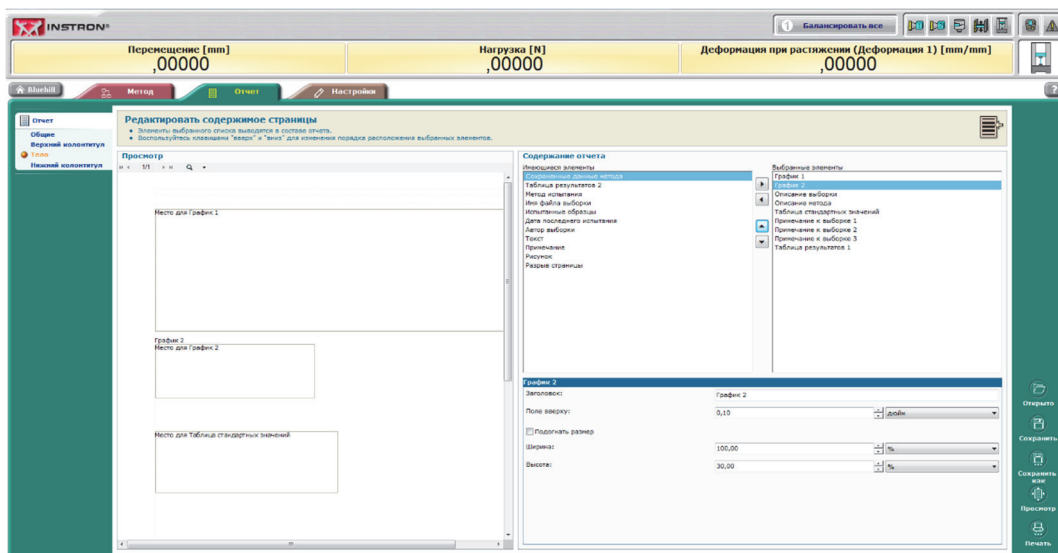 INSTRON®
1 Балансировать все
Перемещение [mm]
,00000
Нагрузка [N]
,00000
Деформация при растяжении (Деформация 1) [mm/mm]
,00000
Bluehill
Метод
Отчет
Настройки
?
Отчет
Общие
Верхний колонтитул
Тело
Нижний колонтитул
Редактировать содержимое страницы
• Элементы выбранного списка выводятся в составе отчета.
• Воспользуйтесь клавишами "вверх" и "вниз" для изменения порядка расположения выбранных элементов.
Просмотр
1/1
Место для График 1
График 2
Место для График 2
Место для Таблица стандартных значений
Содержание отчета
Имеющиеся элементы
Сохраненные данные метода
Таблица результатов 2
Метод испытания
Имя файла выборки
Испытанные образцы
Дата последнего испытания
Автор выборки
Текст
Примечание
Рисунок
Разрыв страницы
Выбранные элементы
График 1
График 2
Описание выборки
Описание метода
Таблица стандартных значений
Примечание к выборке 1
Примечание к выборке 2
Примечание к выборке 3
Таблица результатов 1
График 2
Заголовок:
График 2
Поле вверху:
0,10
дюйм
Подогнать размер
Ширина:
100,00
%
Высота:
30,00
%
Открыто
Сохранить
Сохранить как
Просмотр
Печать